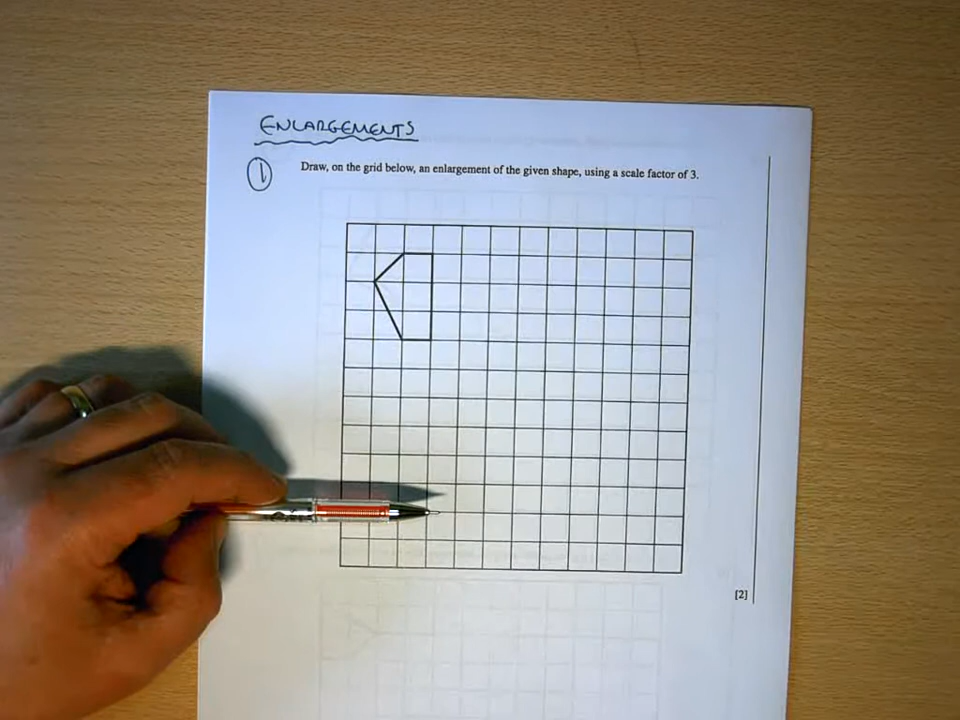 ENLARGEMENTS
1 Draw, on the grid below, an enlargement of the given shape, using a scale factor of 3.
[2]